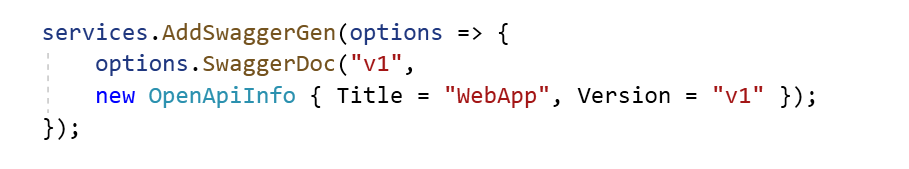 services.AddSwaggerGen(options => {
    options.SwaggerDoc("v1",
    new OpenApiInfo { Title = "WebApp", Version = "v1" });
});